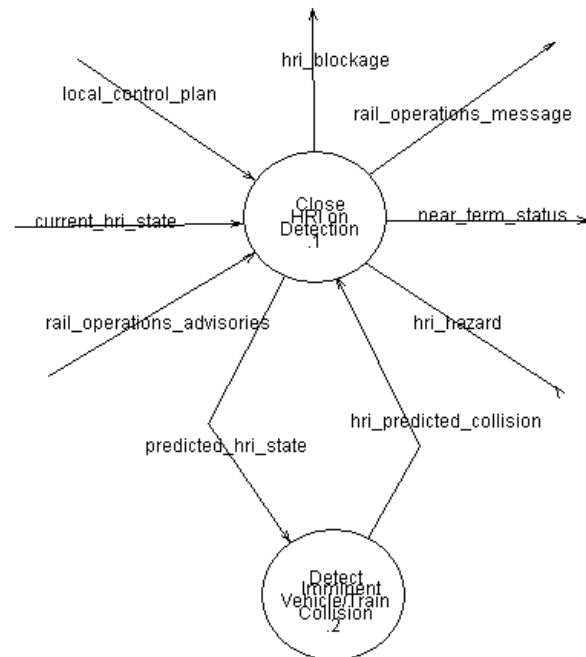 hri_blockage
local_control_plan
rail_operations_message
Close
HRI on
Detection
.1
current_hri_state
near_term_status
rail_operations_advisories
hri_hazard
hri_predicted_collision
predicted_hri_state
Detect
Imminent
Vehicle/Train
Collision
.2